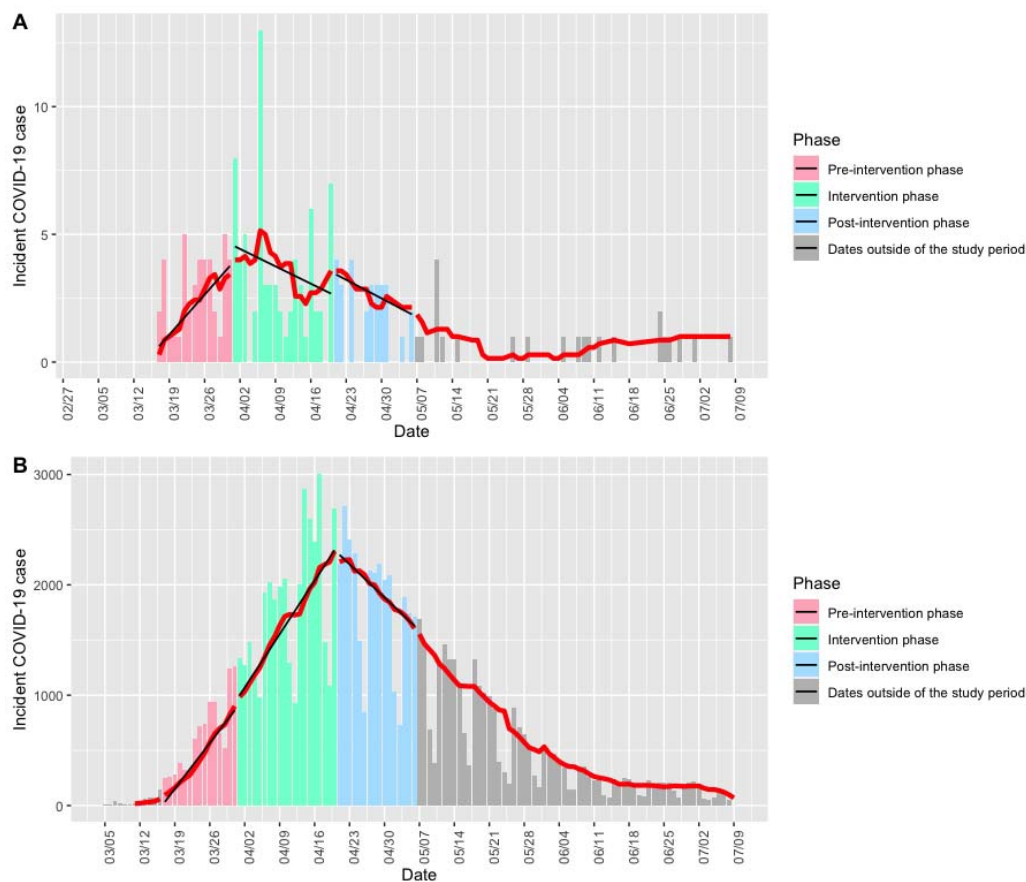 A
Incident COVID-19 case
10
5
0
02/27 03/05 03/12 03/19 03/26 04/02 04/09 04/16 04/23 04/30 05/07 05/14 05/21 05/28 06/04 06/11 06/18 06/25 07/02 07/09
Date
Phase
Pre-intervention phase
Intervention phase
Post-intervention phase
Dates outside of the study period
B
Incident COVID-19 case
3000
2000
1000
0
03/05 03/12 03/19 03/26 04/02 04/09 04/16 04/23 04/30 05/07 05/14 05/21 05/28 06/04 06/11 06/18 06/25 07/02 07/09
Date
Phase
Pre-intervention phase
Intervention phase
Post-intervention phase
Dates outside of the study period